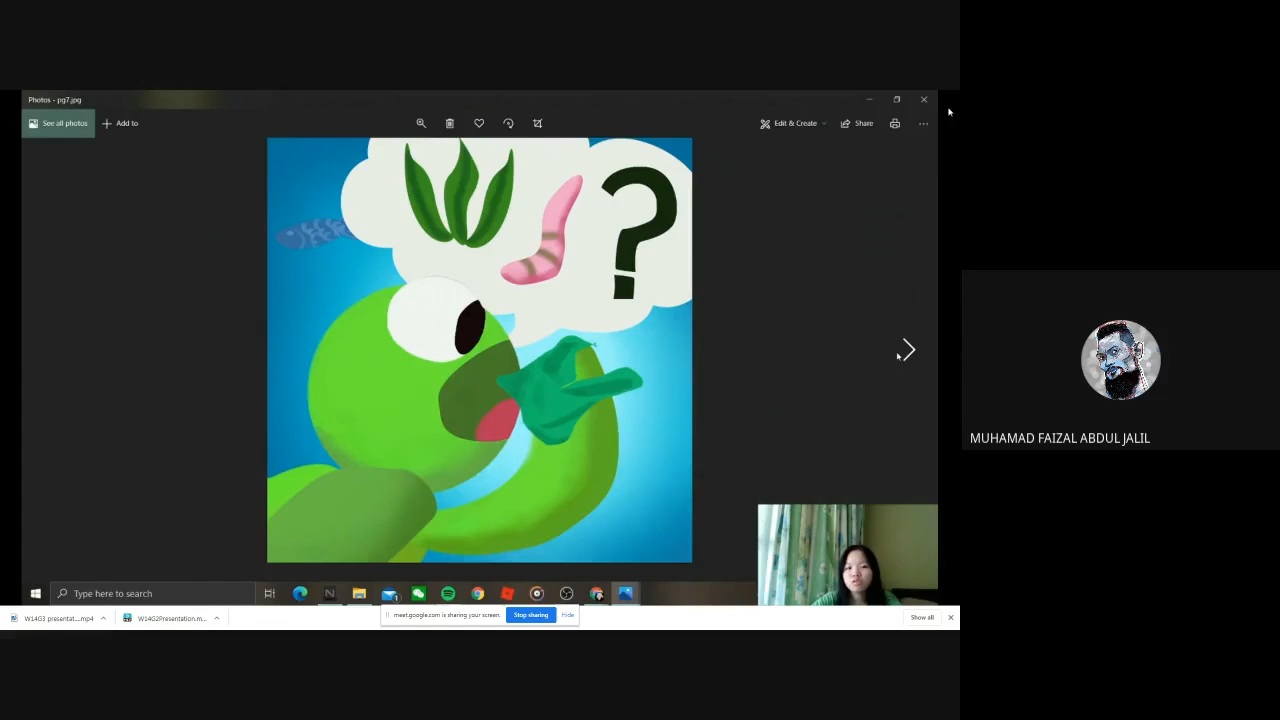 Photos - pg7.jpg
See all photos
Add to
Edit & Create
Share
?
MUHAMAD FAIZAL ABDUL JALIL
Type here to search
meet.google.com is sharing your screen.
Stop sharing
Hide
W14G3 presentat....mp4
W14G2Presentation.m...
Show all